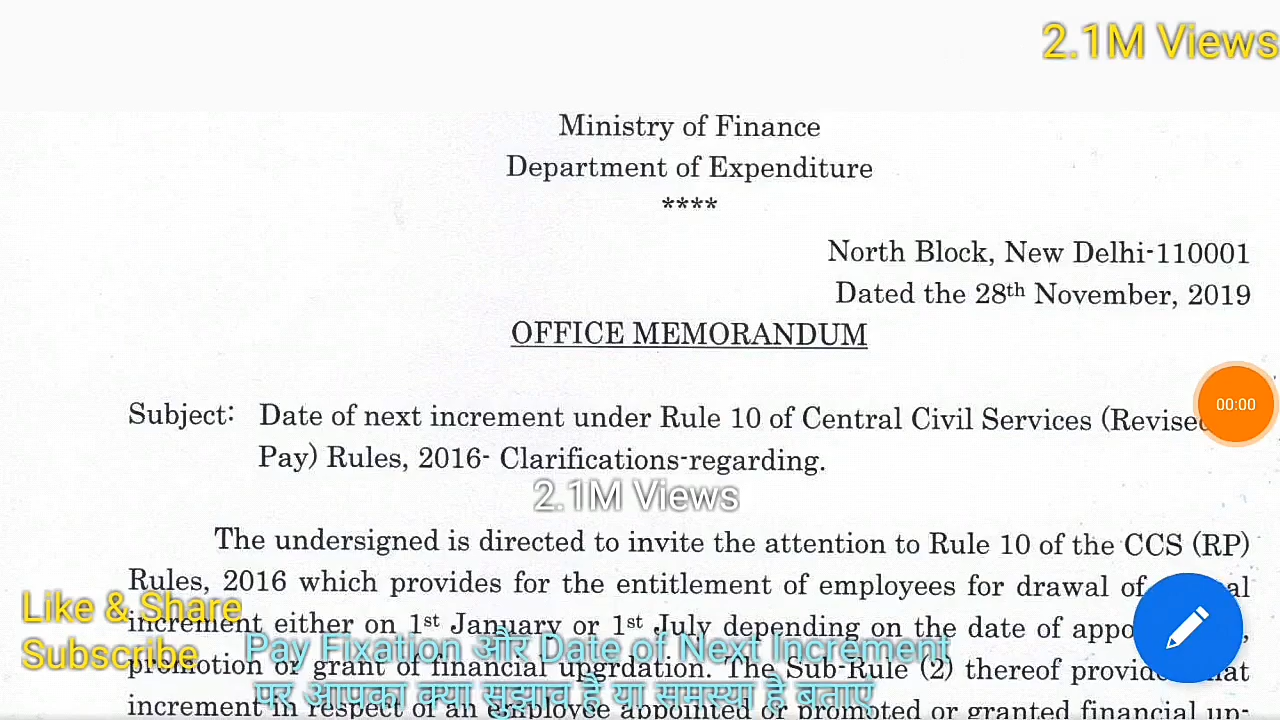 2.1M Views
Ministry of Finance
Department of Expenditure
****
North Block, New Delhi-110001
Dated the 28th November, 2019
OFFICE MEMORANDUM
00:00
Subject: Date of next increment under Rule 10 of Central Civil Services (Revised
Pay) Rules, 2016- Clarifications-regarding.
2.1M Views
The undersigned is directed to invite the attention to Rule 10 of the CCS (RP)
Rules, 2016 which provides for the entitlement of employees for drawal of
increment either on 1st January or 1st July depending on the date of
promotion or grant of financial upgrdation. The Sub-Rule (2) thereof
increment in respect of an employee appointed or promoted or granted financial up-
Like & Share
Subscribe
Pay Fixation और Date of Next Increment
पर आपका क्या सुझाव है या समस्या है बताएं